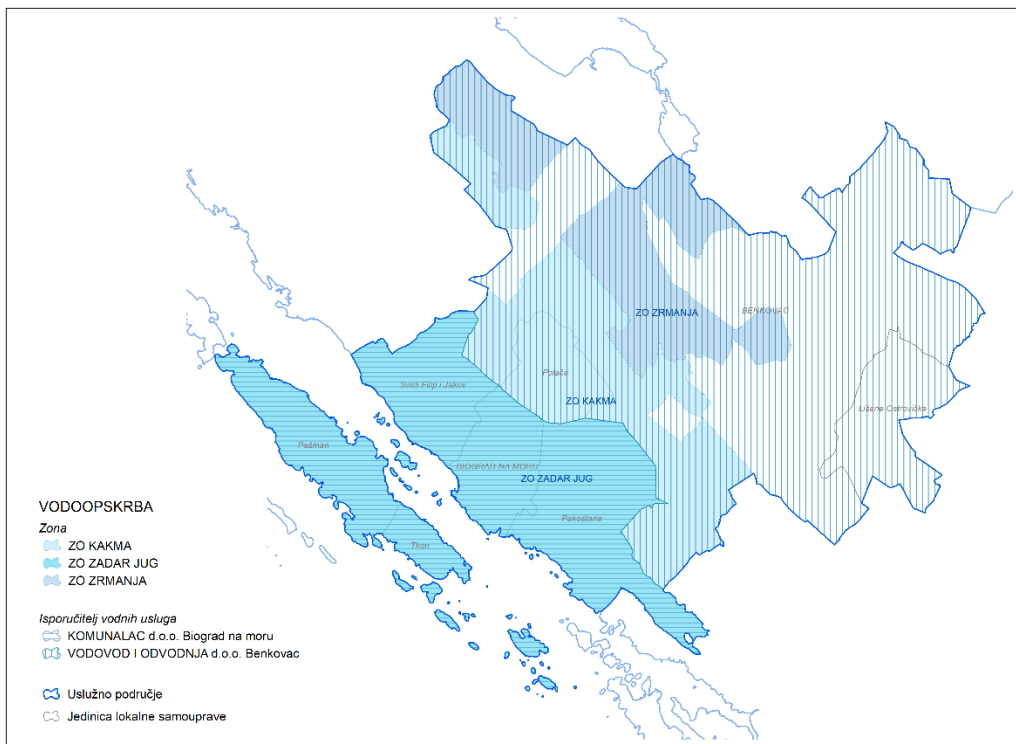 ZO ZRMANJA
BENKOVAC
Polače
Sveti Filip i Jakov
ZO KAKMA
Lišane Ostrovičke
Pašman
BIOGRAD NA MORU
ZO ZADAR JUG
Pakoštane
Tkon
VODOOPSKRBA
Zona
ZO KAKMA
ZO ZADAR JUG
ZO ZRMANJA
Isporučitelj vodnih usluga
KOMUNALAC d.o.o. Biograd na moru
VODOVOD I ODVODNJA d.o.o. Benkovac
Uslužno područje
Jedinica lokalne samouprave